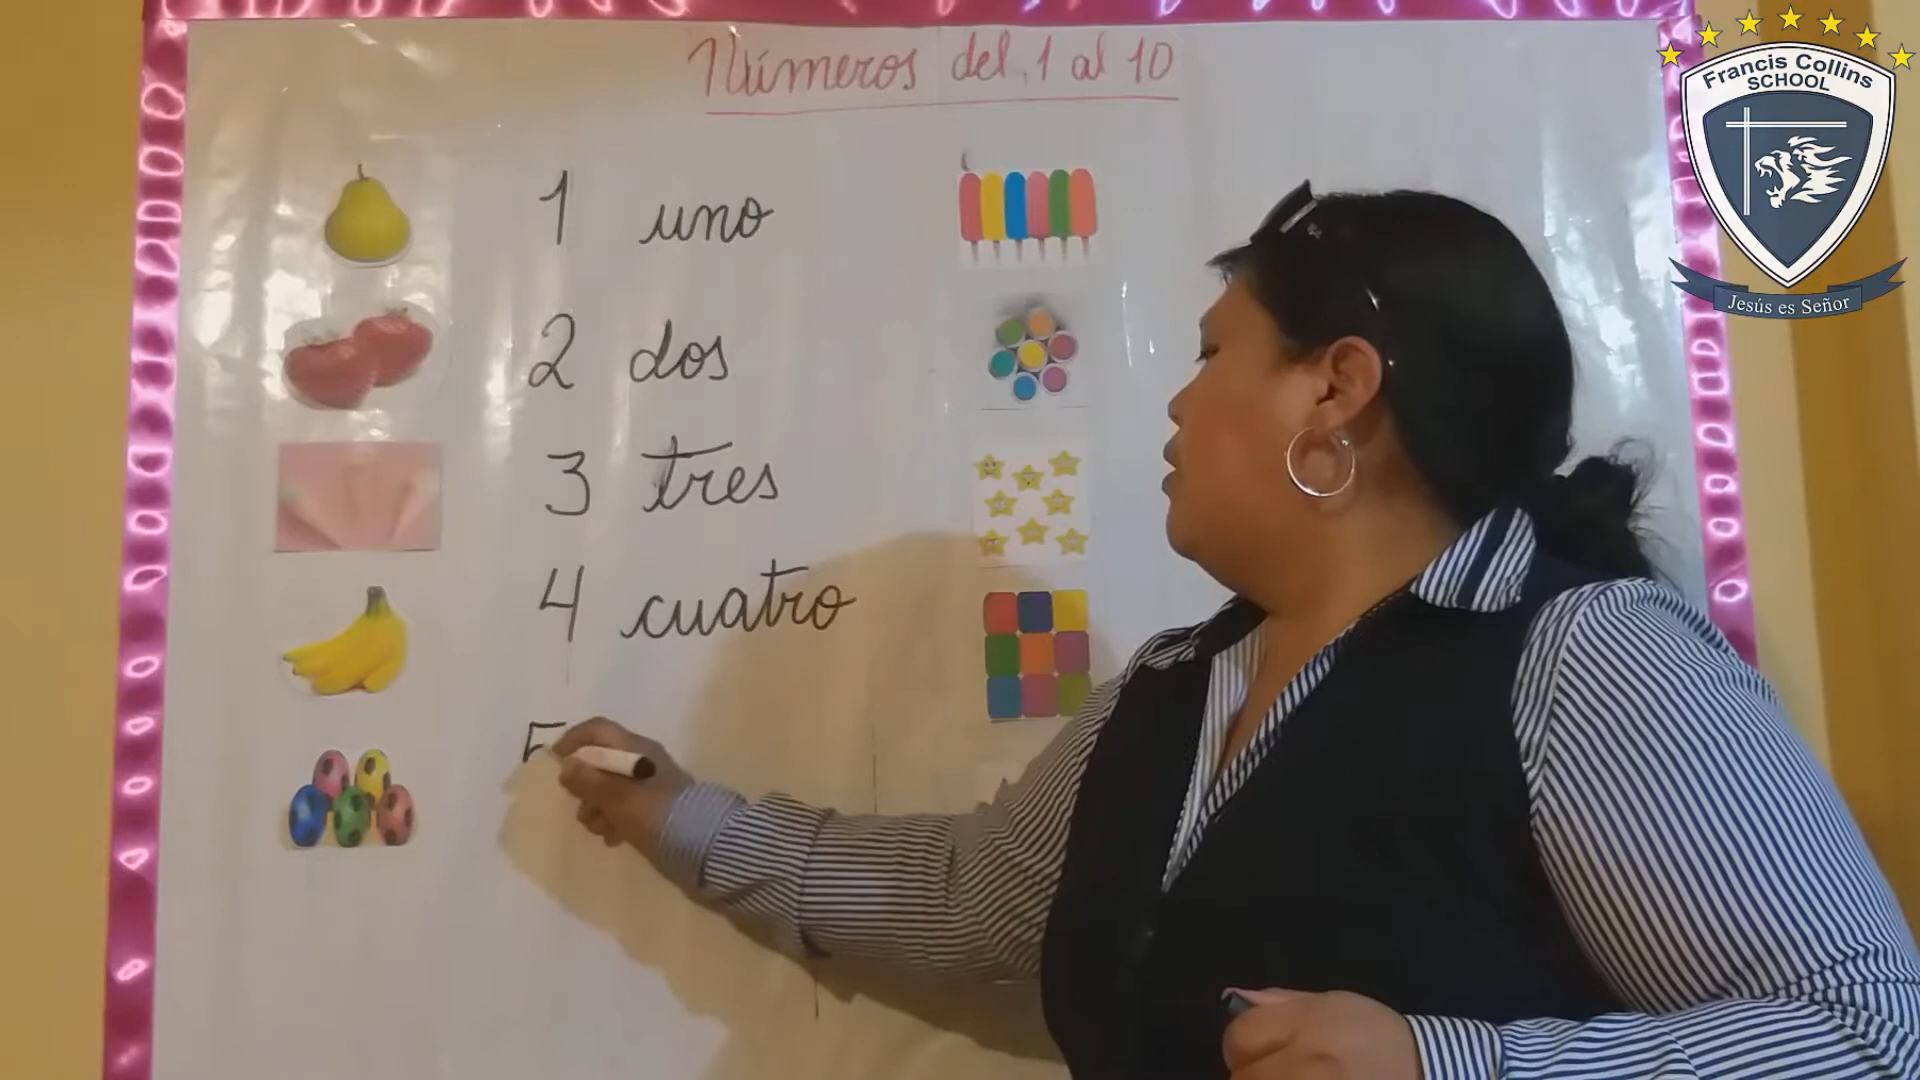 Números del 1 al 10
1 uno
2 dos
3 tres
4 cuatro
5
Francis Collins
SCHOOL
Jesús es Señor